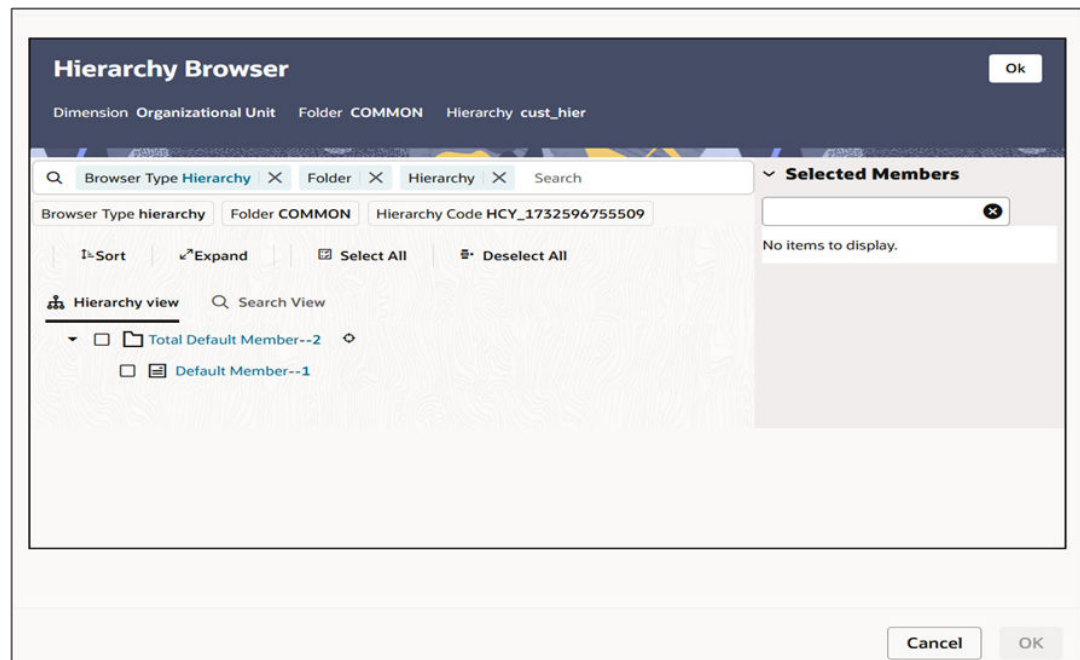 Hierarchy Browser
Ok
Dimension Organizational Unit Folder COMMON Hierarchy cust_hier
Browser Type Hierarchy Folder Hierarchy Search
Selected Members
Browser Type hierarchy Folder COMMON Hierarchy Code HCY_1732596755509
No items to display.
Sort Expand Select All Deselect All
Hierarchy view Search View
Total Default Member--2
Default Member--1
Cancel OK